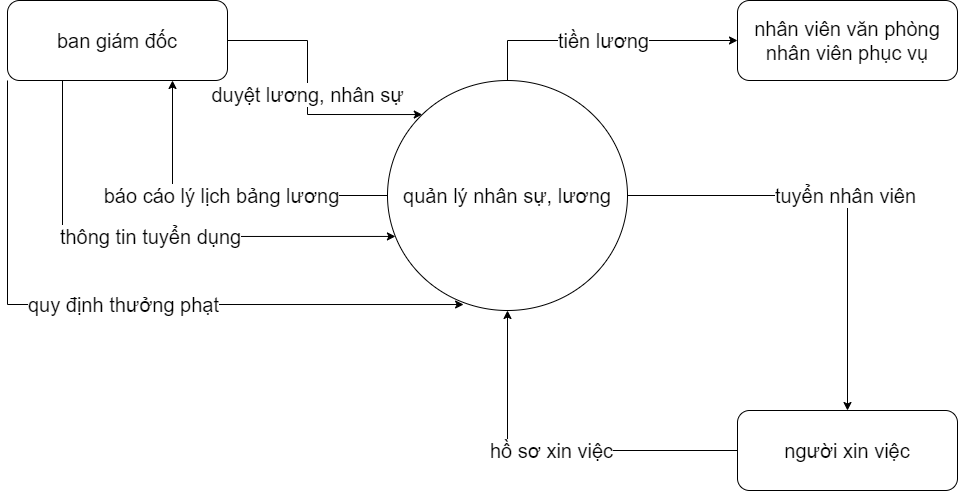 ban giám đốc
tiền lương
nhân viên văn phòng
nhân viên phục vụ
duyệt lương, nhân sự
báo cáo lý lịch bảng lương
quản lý nhân sự, lương
tuyển nhân viên
thông tin tuyển dụng
quy định thưởng phạt
hồ sơ xin việc
người xin việc